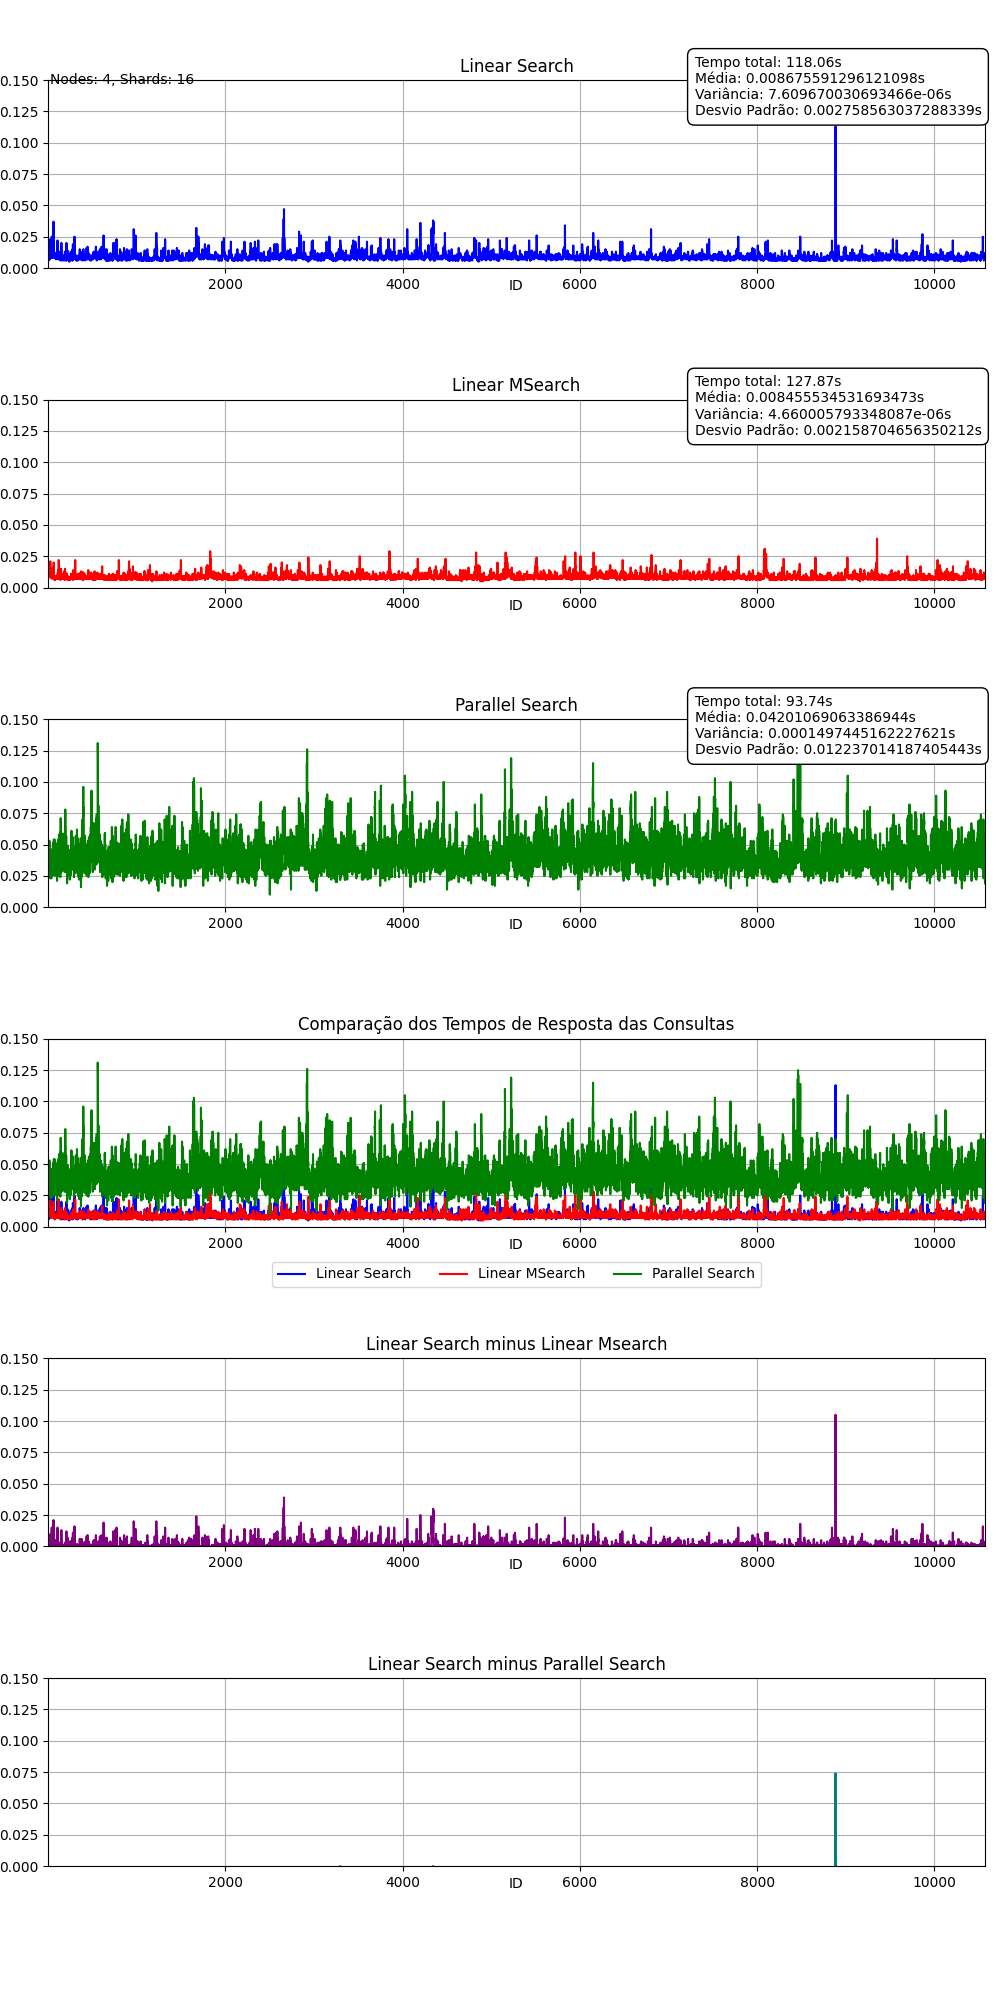 Linear Search
Nodes: 4, Shards: 16
Tempo total: 118.06s
Média: 0.008675591296121098s
Variância: 7.609670030693466e-06s
Desvio Padrão: 0.002758563037288339s
0.150
0.125
0.100
0.075
0.050
0.025
0.000
2000 4000 6000 8000 10000
ID
Linear MSearch
Tempo total: 127.87s
Média: 0.008455534531693473s
Variância: 4.660005793348087e-06s
Desvio Padrão: 0.002158704656350212s
0.150
0.125
0.100
0.075
0.050
0.025
0.000
2000 4000 6000 8000 10000
ID
Parallel Search
Tempo total: 93.74s
Média: 0.04201069063386944s
Variância: 0.0001497445162227621s
Desvio Padrão: 0.012237014187405443s
0.150
0.125
0.100
0.075
0.050
0.025
0.000
2000 4000 6000 8000 10000
ID
Comparação dos Tempos de Resposta das Consultas
0.150
0.125
0.100
0.075
0.050
0.025
0.000
2000 4000 6000 8000 10000
ID
Linear Search Linear MSearch Parallel Search
Linear Search minus Linear Msearch
0.150
0.125
0.100
0.075
0.050
0.025
0.000
2000 4000 6000 8000 10000
ID
Linear Search minus Parallel Search
0.150
0.125
0.100
0.075
0.050
0.025
0.000
2000 4000 6000 8000 10000
ID